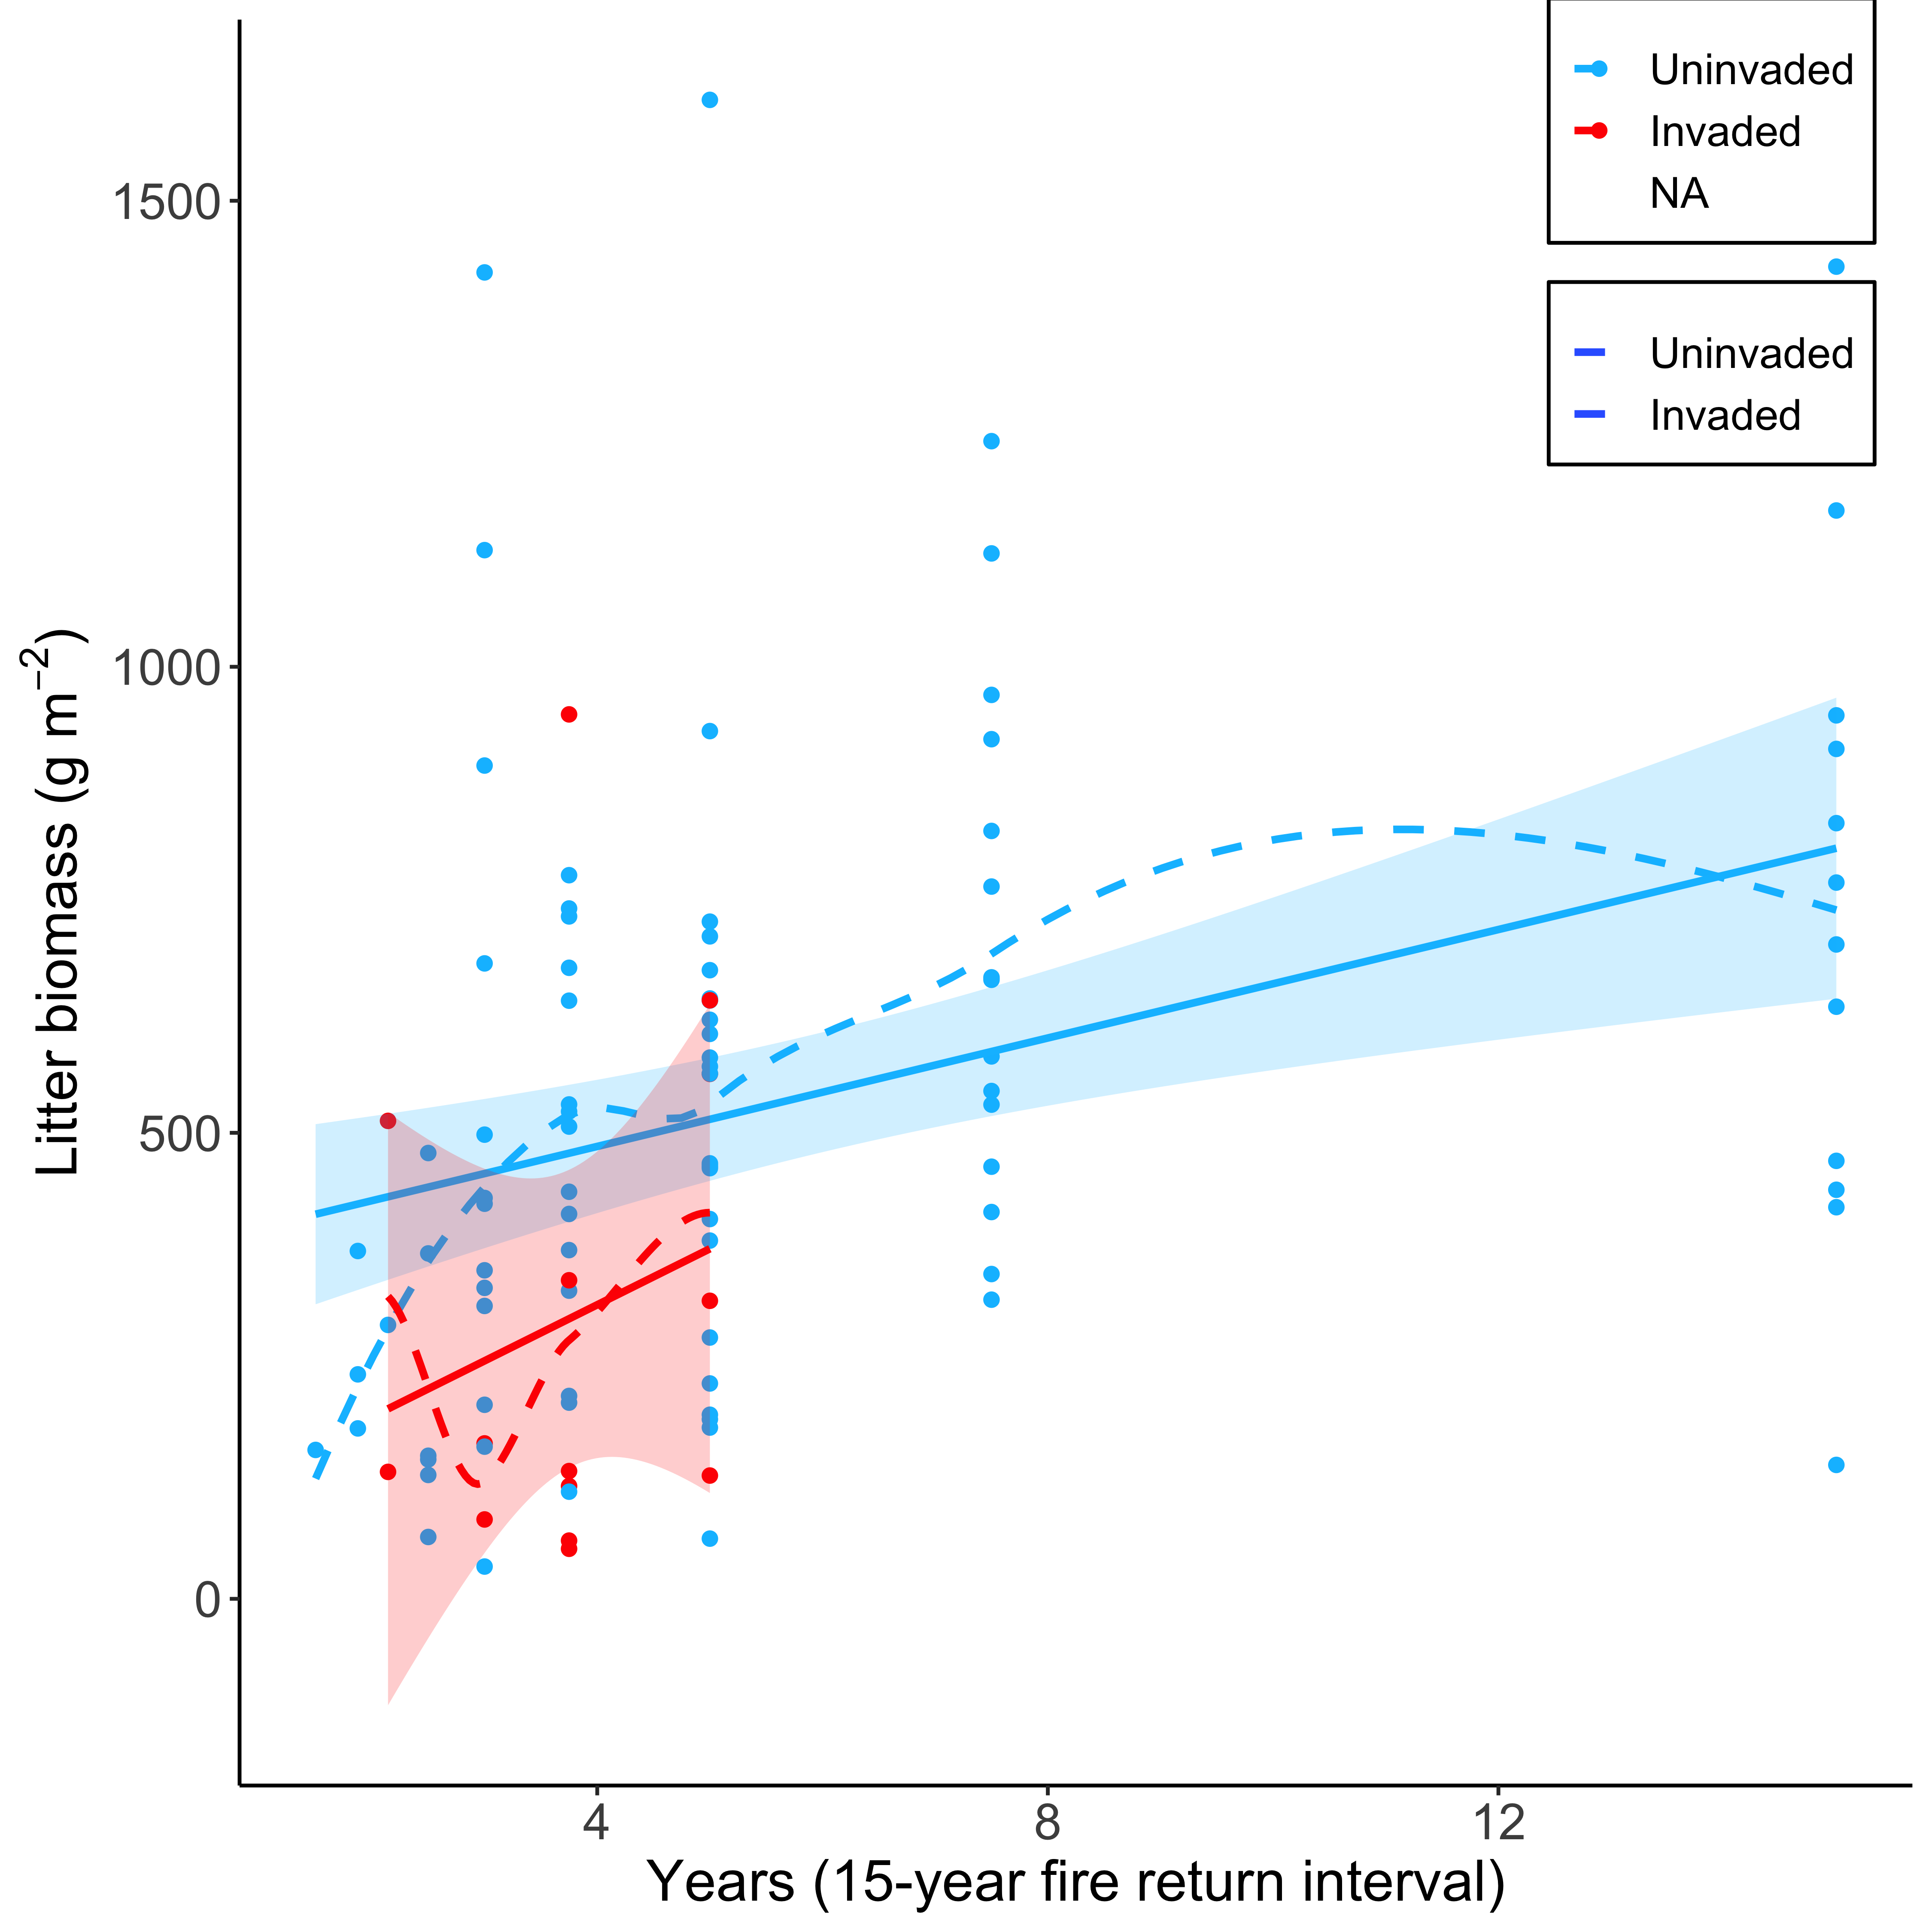 Uninvaded
Invaded
NA
Uninvaded
Invaded
1500
1000
500
0
Litter biomass (g m⁻²)
4 8 12
Years (15-year fire return interval)